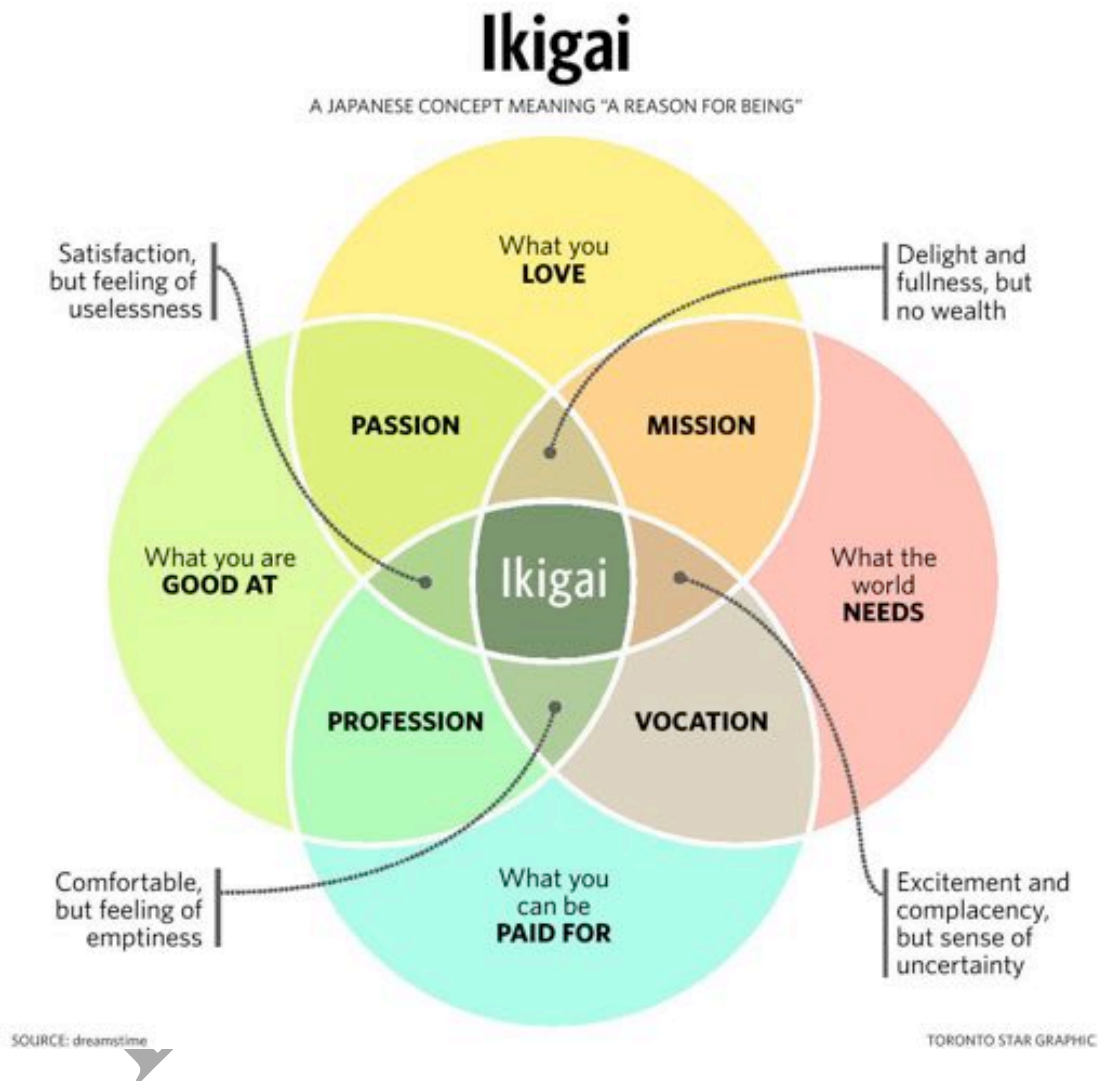 Ikigai
A JAPANESE CONCEPT MEANING “A REASON FOR BEING”
Satisfaction,
but feeling of
uselessness
What you
LOVE
Delight and
fullness, but
no wealth
PASSION
MISSION
What you are
GOOD AT
Ikigai
What the
world
NEEDS
PROFESSION
VOCATION
Comfortable,
but feeling of
emptiness
What you
can be
PAID FOR
Excitement and
complacency,
but sense of
uncertainty
SOURCE: dreamstime
TORONTO STAR GRAPHIC